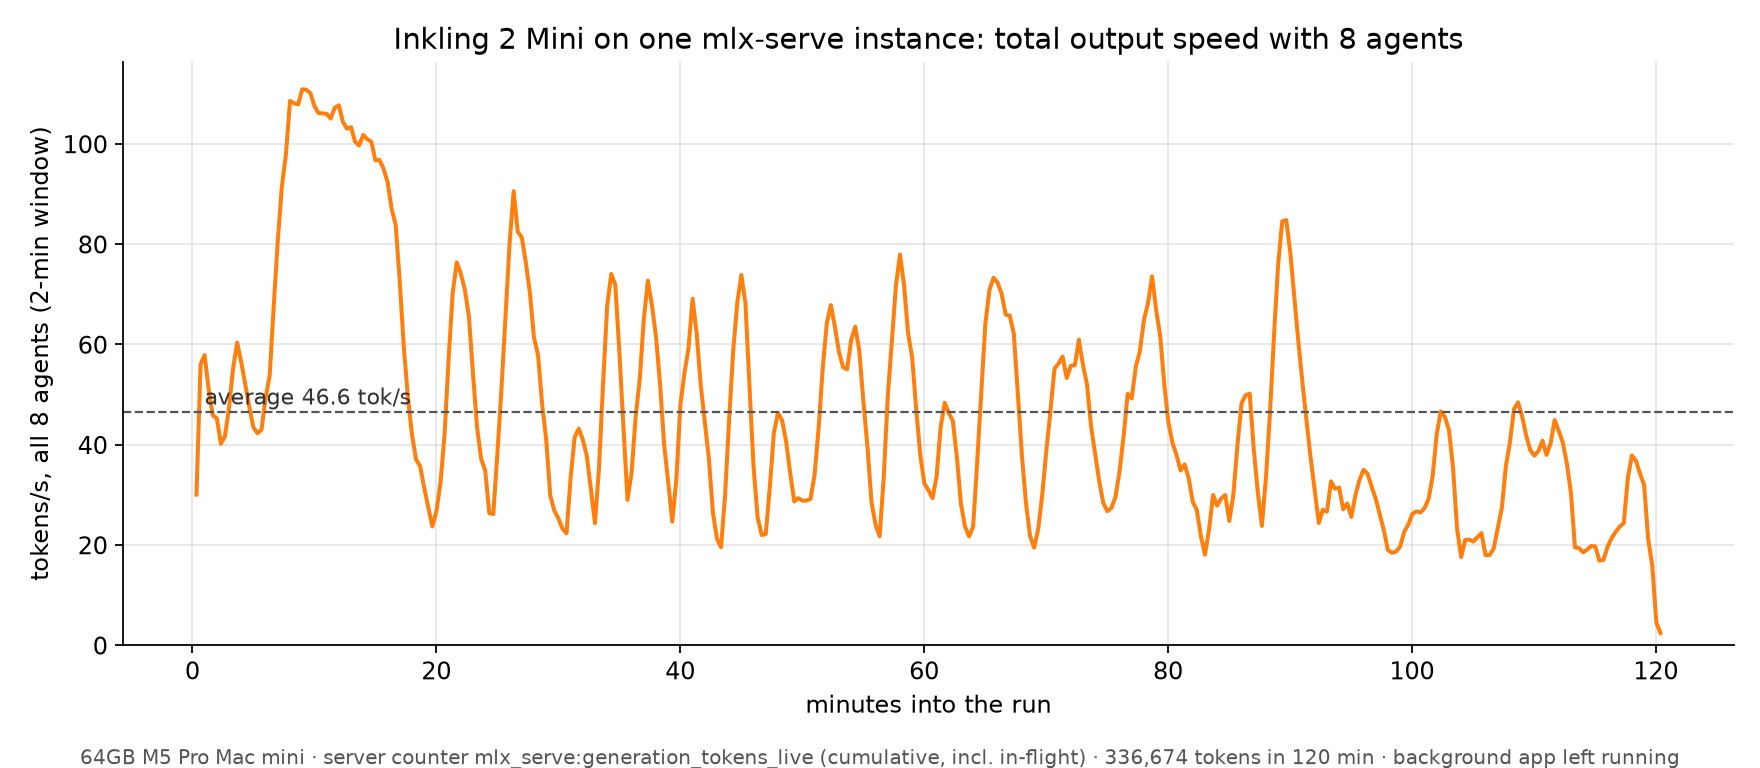 Inkling 2 Mini on one mlx-serve instance: total output speed with 8 agents
tokens/s, all 8 agents (2-min window)
100
80
60
40
20
0
average 46.6 tok/s
0 20 40 60 80 100 120
minutes into the run
64GB M5 Pro Mac mini · server counter mlx_serve:generation_tokens_live (cumulative, incl. in-flight) · 336,674 tokens in 120 min · background app left running